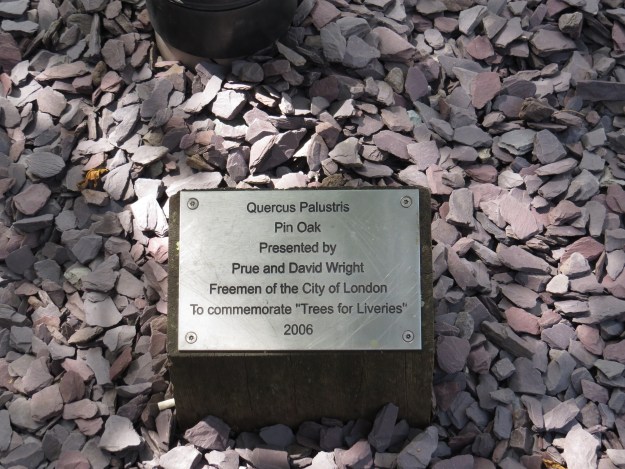 Quercus Palustris
Pin Oak
Presented by
Prue and David Wright
Freemen of the City of London
To commemorate "Trees for Liveries"
2006